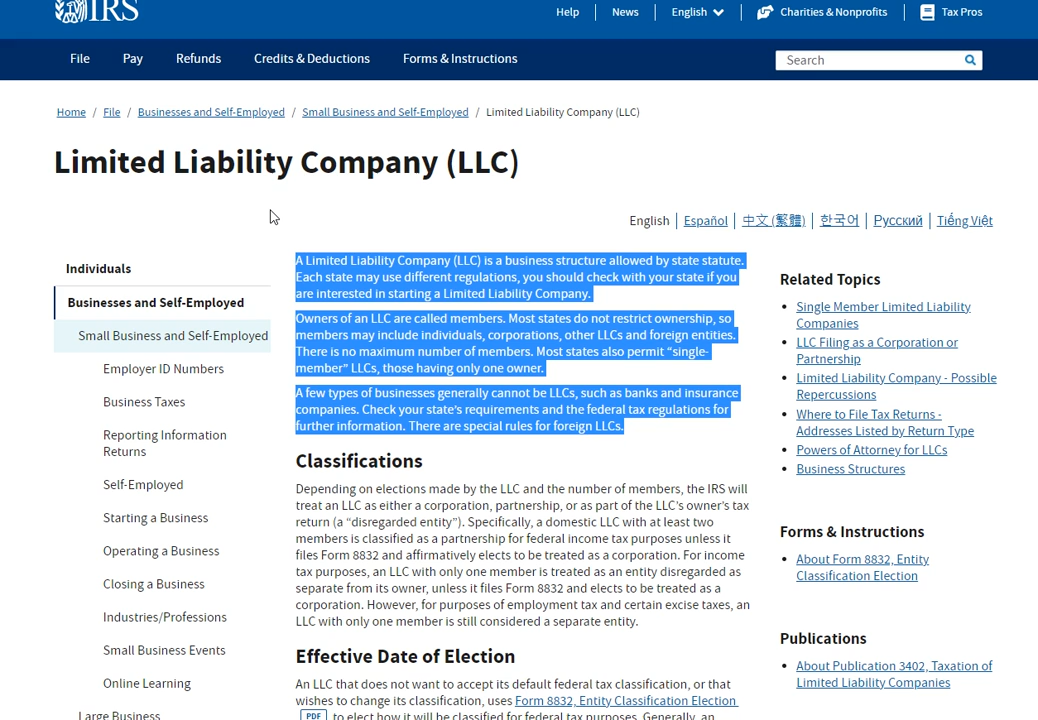 IRS
Help
News
English
Charities & Nonprofits
Tax Pros
File
Pay
Refunds
Credits & Deductions
Forms & Instructions
Search
Home / File / Businesses and Self-Employed / Small Business and Self-Employed / Limited Liability Company (LLC)
Limited Liability Company (LLC)
English | Español | 中文 (繁體) | 한국어 | Русский | Tiếng Việt
Individuals
Businesses and Self-Employed
Small Business and Self-Employed
Employer ID Numbers
Business Taxes
Reporting Information
Returns
Self-Employed
Starting a Business
Operating a Business
Closing a Business
Industries/Professions
Small Business Events
Online Learning
Large Business
A Limited Liability Company (LLC) is a business structure allowed by state statute.
Each state may use different regulations, you should check with your state if you
are interested in starting a Limited Liability Company.
Owners of an LLC are called members. Most states do not restrict ownership, so
members may include individuals, corporations, other LLCs and foreign entities.
There is no maximum number of members. Most states also permit “single-
member” LLCs, those having only one owner.
A few types of businesses generally cannot be LLCs, such as banks and insurance
companies. Check your state’s requirements and the federal tax regulations for
further information. There are special rules for foreign LLCs.
Classifications
Depending on elections made by the LLC and the number of members, the IRS will
treat an LLC as either a corporation, partnership, or as part of the LLC’s owner’s tax
return (a “disregarded entity”). Specifically, a domestic LLC with at least two
members is classified as a partnership for federal income tax purposes unless it
files Form 8832 and affirmatively elects to be treated as a corporation. For income
tax purposes, an LLC with only one member is treated as an entity disregarded as
separate from its owner, unless it files Form 8832 and elects to be treated as a
corporation. However, for purposes of employment tax and certain excise taxes, an
LLC with only one member is still considered a separate entity.
Effective Date of Election
An LLC that does not want to accept its default federal tax classification, or that
wishes to change its classification, uses Form 8832, Entity Classification Election
PDF to elect how it will be classified for federal tax purposes. Generally, an
Related Topics
• Single Member Limited Liability
Companies
• LLC Filing as a Corporation or
Partnership
• Limited Liability Company - Possible
Repercussions
• Where to File Tax Returns -
Addresses Listed by Return Type
• Powers of Attorney for LLCs
• Business Structures
Forms & Instructions
• About Form 8832, Entity
Classification Election
Publications
• About Publication 3402, Taxation of
Limited Liability Companies